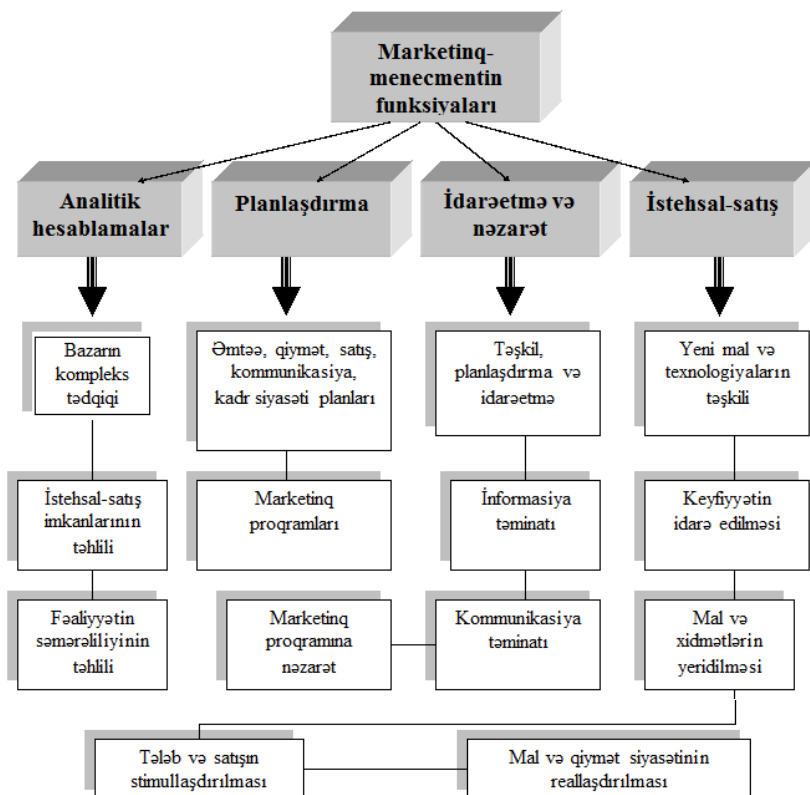 Marketinq-
menecmentin
funksiyaları
Analitik
hesablamalar
Planlaşdırma
İdarəetmə və
nəzarət
İstehsal-satış
Bazarın
kompleks
tədqiqi
Əmtəə, qiymət, satış,
kommunikasiya,
kadr siyasəti planları
Təşkil,
planlaşdırma və
idarəetmə
Yeni mal və
texnologiyaların
təşkili
İstehsal-satış
imkanlarının
təhlili
Marketinq
proqramları
İnformasiya
təminatı
Keyfiyyətin
idarə edilməsi
Fəaliyyətin
səmərəliliyinin
təhlili
Marketinq
proqramına
nəzarət
Kommunikasiya
təminatı
Mal və
xidmətlərin
yeridilməsi
Tələb və satışın
stimullaşdırılması
Mal və qiymət siyasətinin
reallaşdırılması